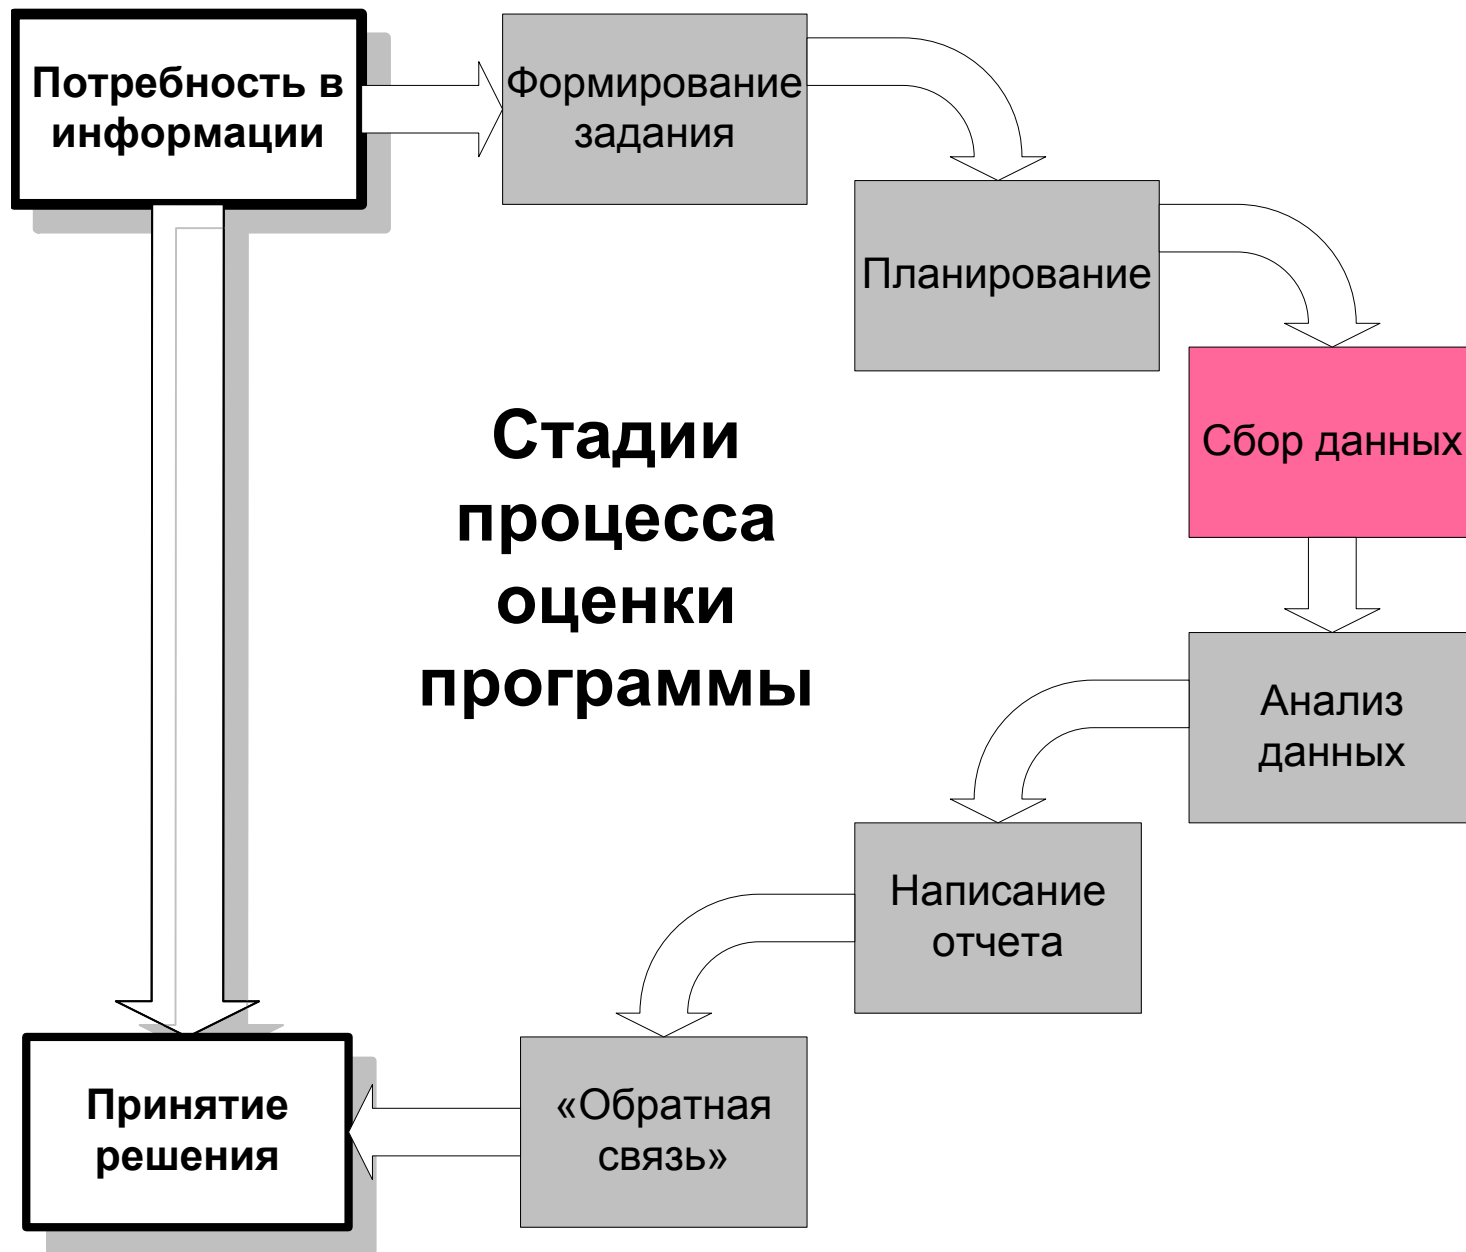 Потребность в
информации
Формирование
задания
Планирование
Сбор данных
Стадии
процесса
оценки
программы
Анализ
данных
Написание
отчета
«Обратная
связь»
Принятие
решения